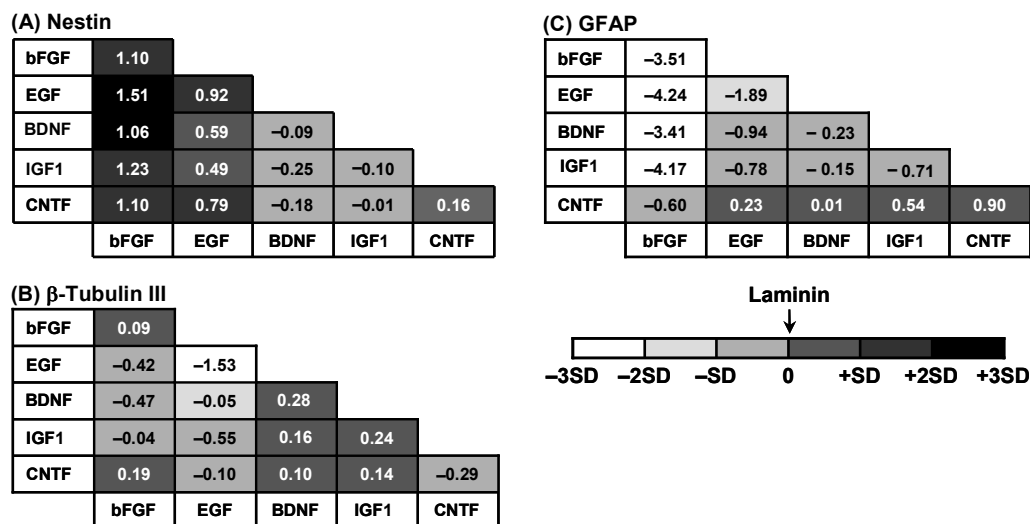 (A) Nestin
bFGF 1.10
EGF 1.51 0.92
BDNF 1.06 0.59 −0.09
IGF1 1.23 0.49 −0.25 −0.10
CNTF 1.10 0.79 −0.18 −0.01 0.16
bFGF EGF BDNF IGF1 CNTF
(B) β-Tubulin III
bFGF 0.09
EGF −0.42 −1.53
BDNF −0.47 −0.05 0.28
IGF1 −0.04 −0.55 0.16 0.24
CNTF 0.19 −0.10 0.10 0.14 −0.29
bFGF EGF BDNF IGF1 CNTF
(C) GFAP
bFGF −3.51
EGF −4.24 −1.89
BDNF −3.41 −0.94 − 0.23
IGF1 −4.17 −0.78 − 0.15 − 0.71
CNTF −0.60 0.23 0.01 0.54 0.90
bFGF EGF BDNF IGF1 CNTF
Laminin
−3SD −2SD −SD 0 +SD +2SD +3SD